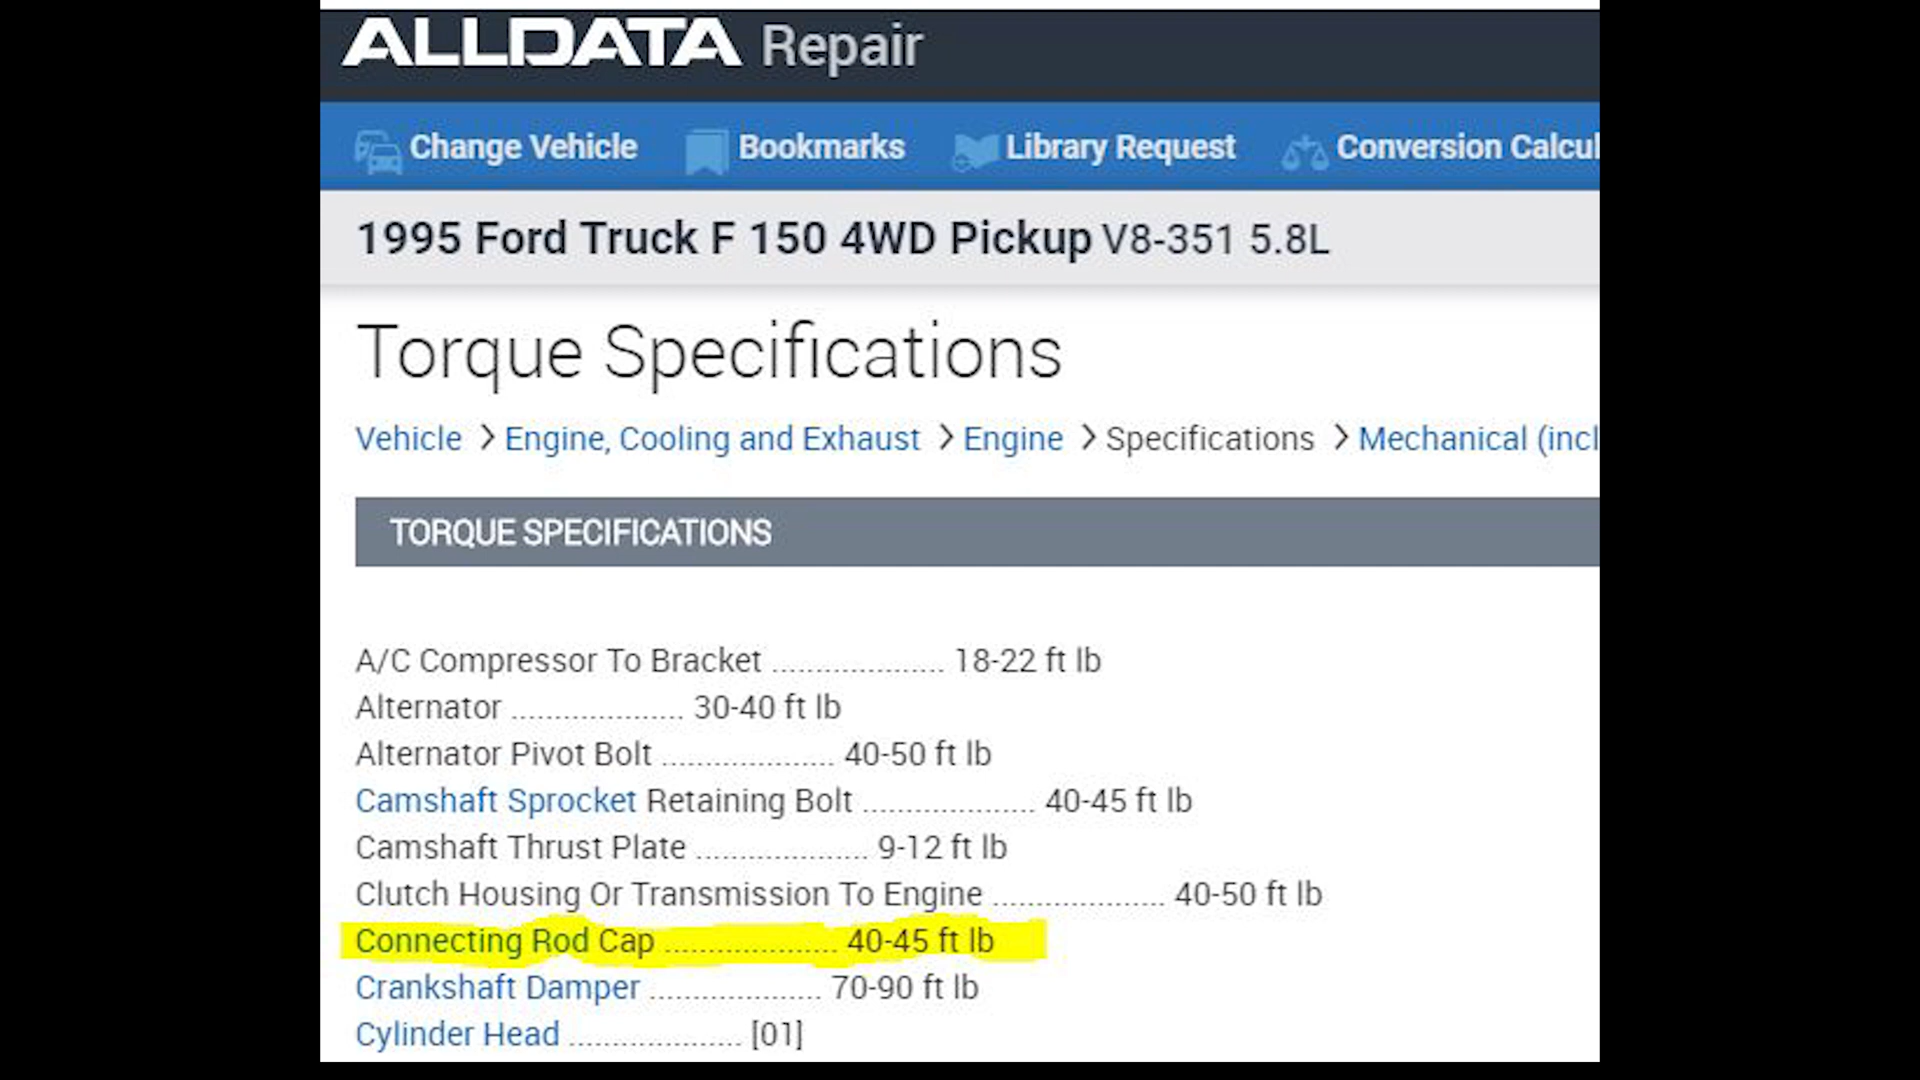 ALLDATA Repair
Change Vehicle Bookmarks Library Request Conversion Calcul
1995 Ford Truck F 150 4WD Pickup V8-351 5.8L
Torque Specifications
Vehicle > Engine, Cooling and Exhaust > Engine > Specifications > Mechanical (incl
TORQUE SPECIFICATIONS
A/C Compressor To Bracket .................... 18-22 ft lb
Alternator .................... 30-40 ft lb
Alternator Pivot Bolt .................... 40-50 ft lb
Camshaft Sprocket Retaining Bolt .................... 40-45 ft lb
Camshaft Thrust Plate .................... 9-12 ft lb
Clutch Housing Or Transmission To Engine .................... 40-50 ft lb
Connecting Rod Cap .................... 40-45 ft lb
Crankshaft Damper .................... 70-90 ft lb
Cylinder Head .................... [01]